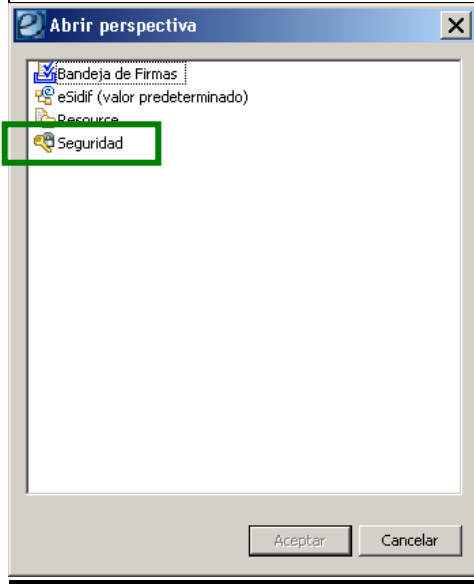 Abrir perspectiva
Bandeja de Firmas
eSidif (valor predeterminado)
Resource
Seguridad
Aceptar
Cancelar